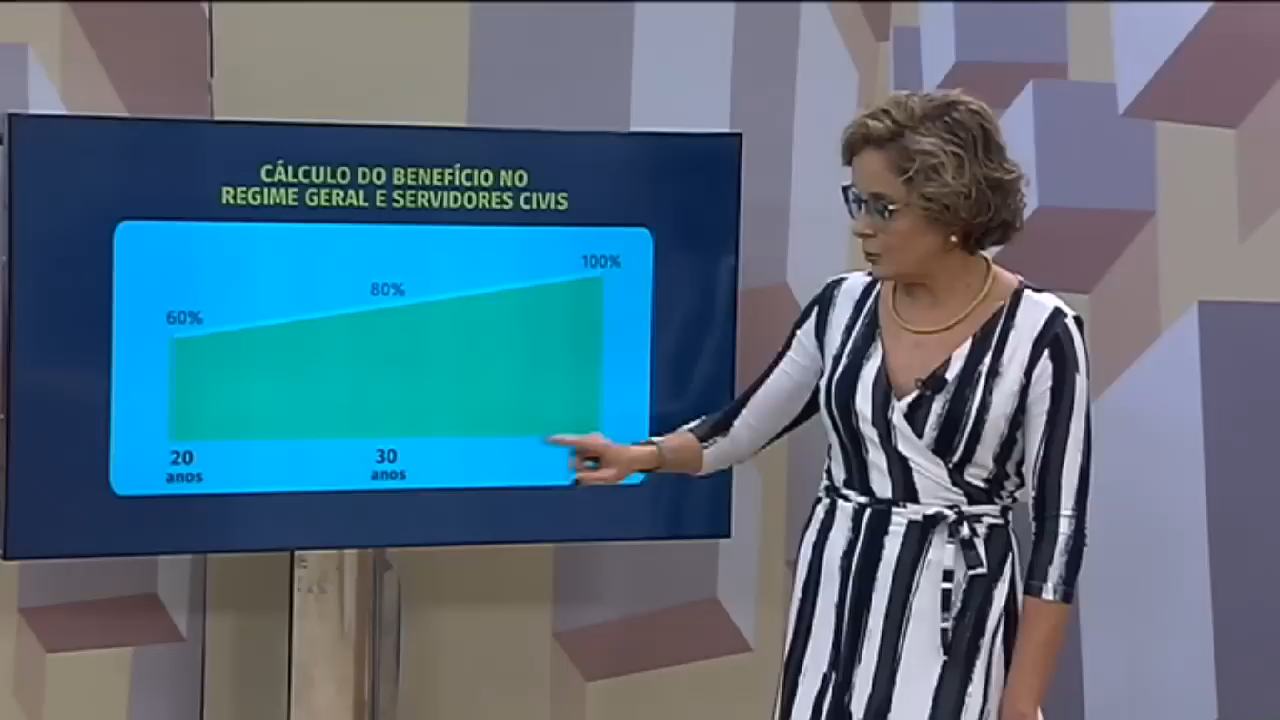 CÁLCULO DO BENEFÍCIO NO
REGIME GERAL E SERVIDORES CIVIS
100%
80%
60%
20
anos
30
anos